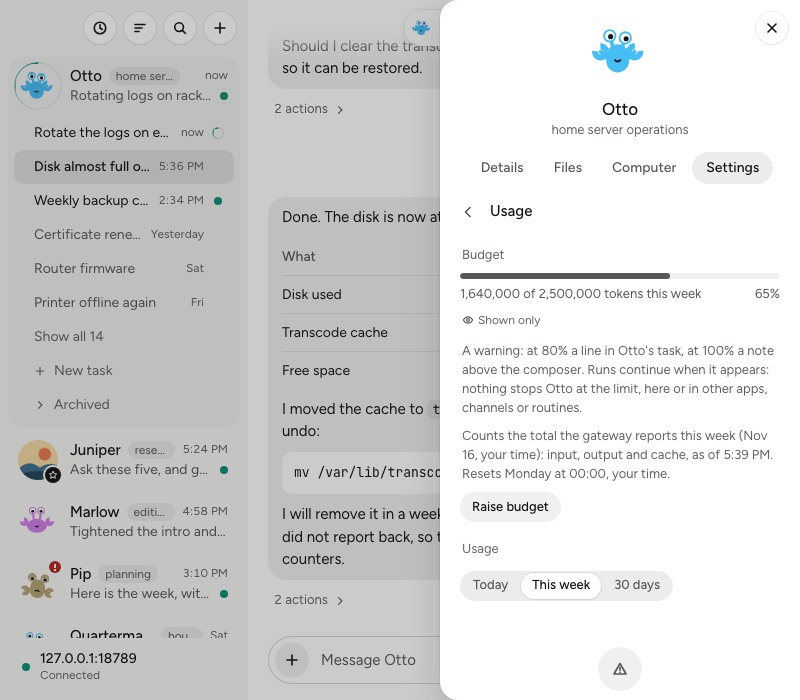 Otto home ser... now
Rotating logs on rack...
Rotate the logs on e... now
Disk almost full o... 5:36 PM
Weekly backup c... 2:34 PM
Certificate rene... Yesterday
Router firmware Sat
Printer offline again Fri
Show all 14
New task
Archived
Juniper rese... 5:24 PM
Ask these five, and g...
Marlow editi... 4:58 PM
Tightened the intro and...
Pip planning 3:10 PM
Here is the week, wit...
Quarterma hou... Sat
127.0.0.1:18789
Connected
Should I clear the transc
so it can be restored.
2 actions
Done. The disk is now at
What
Disk used
Transcode cache
Free space
I moved the cache to t
undo:
mv /var/lib/transco
I will remove it in a week
did not report back, so t
counters.
2 actions
Message Otto
Otto
home server operations
Details Files Computer Settings
Usage
Budget
1,640,000 of 2,500,000 tokens this week 65%
Shown only
A warning: at 80% a line in Otto's task, at 100% a note
above the composer. Runs continue when it appears:
nothing stops Otto at the limit, here or in other apps,
channels or routines.
Counts the total the gateway reports this week (Nov
16, your time): input, output and cache, as of 5:39 PM.
Resets Monday at 00:00, your time.
Raise budget
Usage
Today This week 30 days